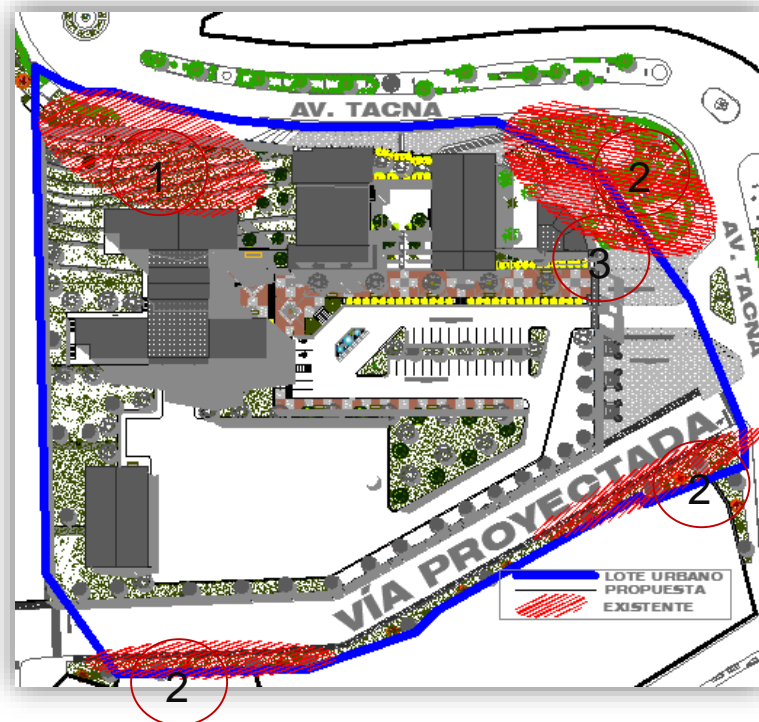 AV. TACNA
1
2
3
AV. TACNA
2
VÍA PROYECTADA
LOTE URBANO
PROPUESTA
EXISTENTE
2